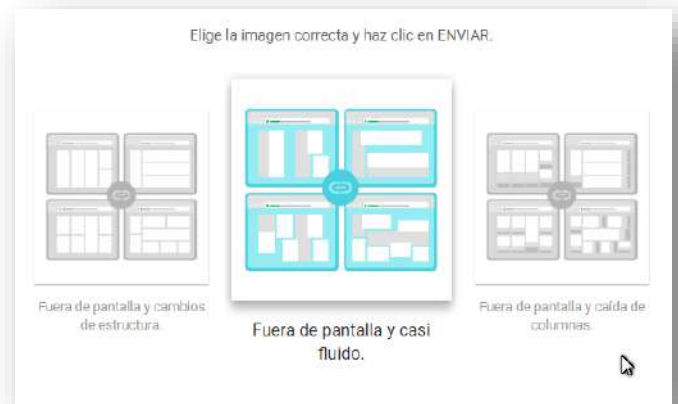 Elige la imagen correcta y haz clic en ENVIAR.
Fuera de pantalla y cambios
de estructura.
Fuera de pantalla y casi
fluido.
Fuera de pantalla y caída de
columnas.